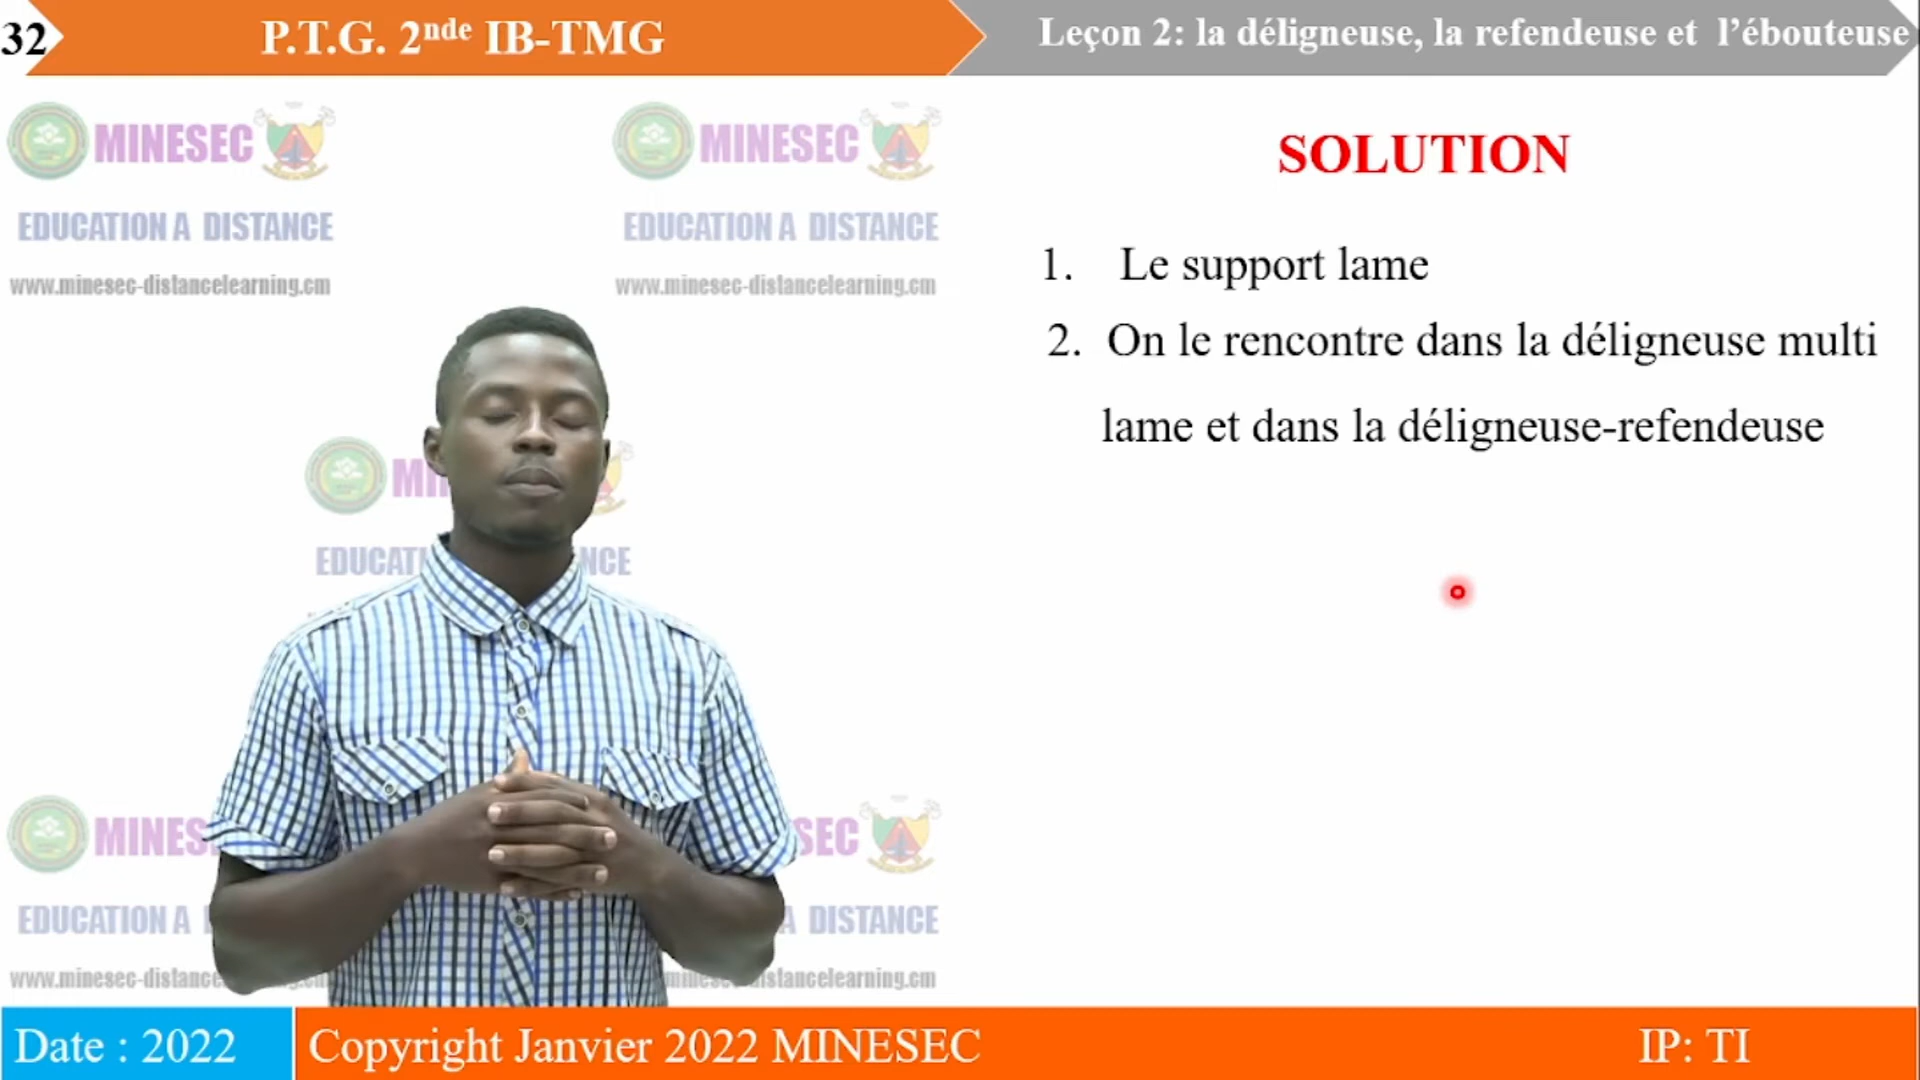 32
P.T.G. 2nde IB-TMG
Leçon 2: la déligneuse, la refendeuse et l’ébouteuse
MINESEC
EDUCATION A DISTANCE
www.minesec-distancelearning.cm
MINESEC
EDUCATION A DISTANCE
www.minesec-distancelearning.cm
SOLUTION
1. Le support lame
2. On le rencontre dans la déligneuse multi
lame et dans la déligneuse-refendeuse
Date : 2022
Copyright Janvier 2022 MINESEC
IP: TI